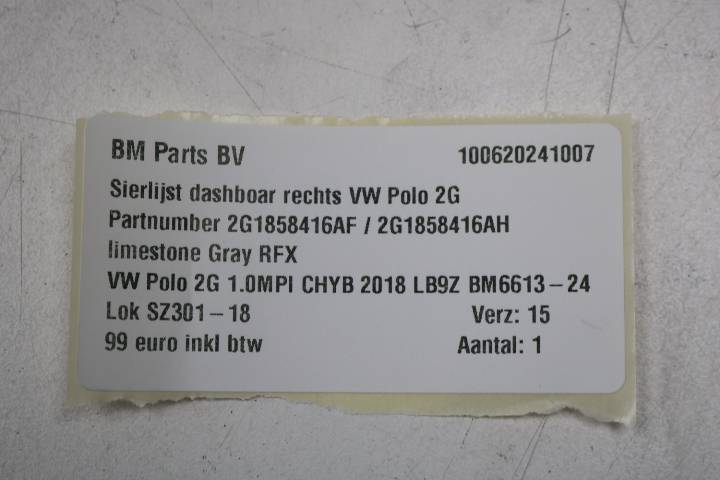 BM Parts BV 100620241007
Sierlijst dashboar rechts VW Polo 2G
Partnumber 2G1858416AF / 2G1858416AH
limestone Gray RFX
VW Polo 2G 1.0MPI CHYB 2018 LB9Z BM6613-24
Lok SZ301-18 Verz: 15
99 euro inkl btw Aantal: 1